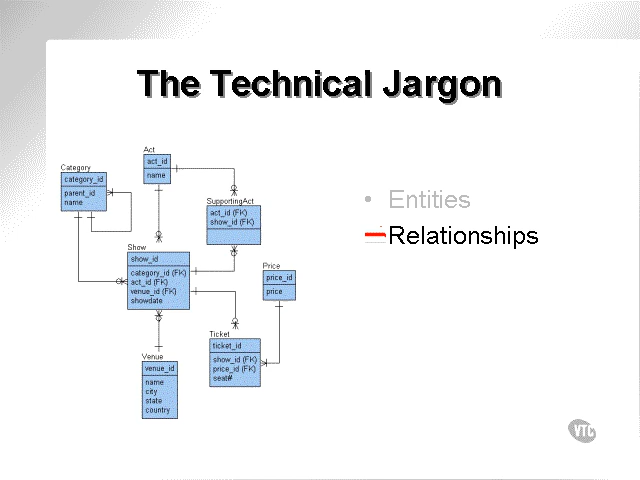 The Technical Jargon
Act
act_id
name
Category
category_id
parent_id
name
SupportingAct
act_id (FK)
show_id (FK)
Show
show_id
category_id (FK)
act_id (FK)
venue_id (FK)
showdate
Price
price_id
price
Ticket
ticket_id
show_id (FK)
price_id (FK)
seat#
Venue
venue_id
name
city
state
country
• Entities
Relationships
VTC